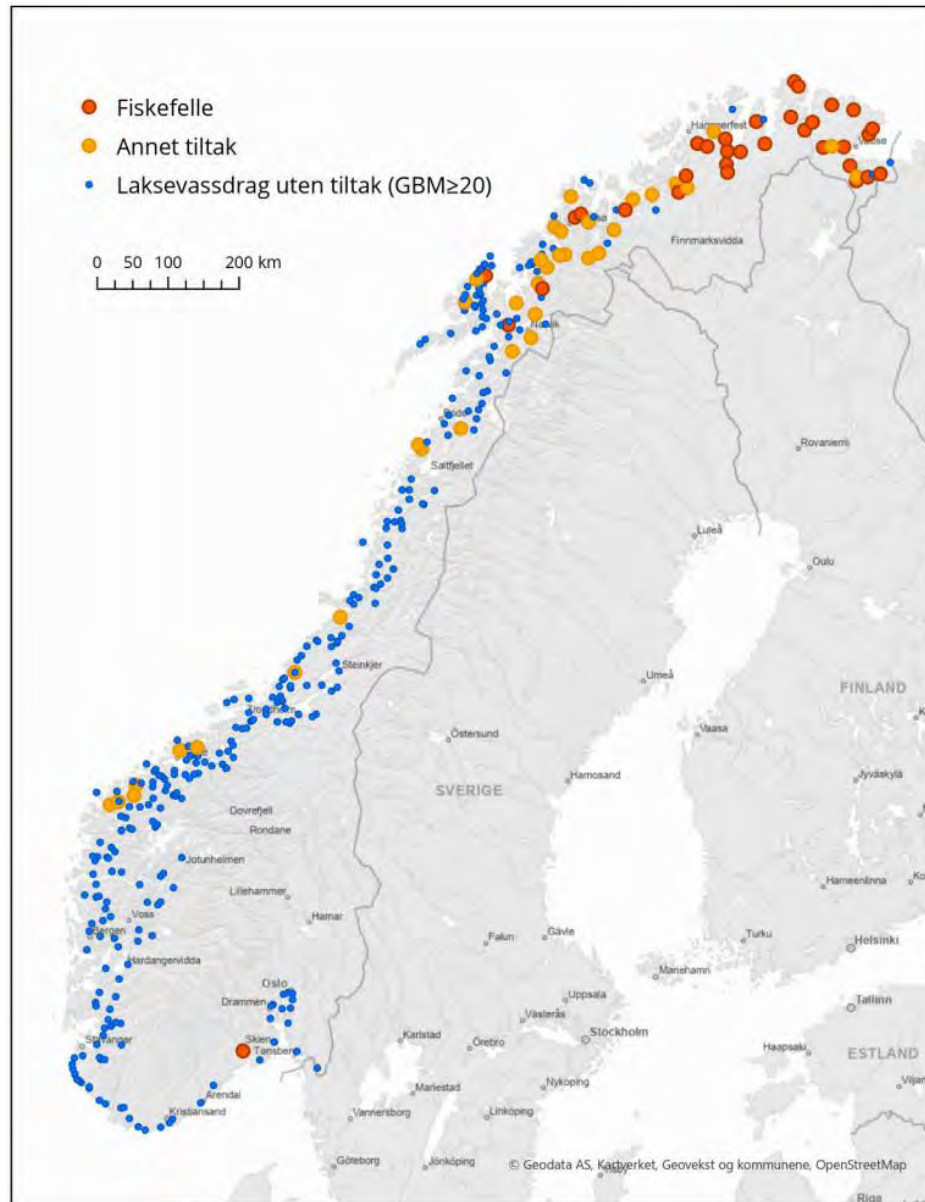 Fiskefelle
Annet tiltak
Laksevassdrag uten tiltak (GBM≥20)
0 50 100 200 km
Hammerfest
Vadsø
Finnmarksvidda
Narvik
Bodø
Saltfjellet
Rovaniemi
Luleå
Oulu
Steinkjer
Umeå
FINLAND
Trondheim
Vaasa
Östersund
Härnösand
Jyväskylä
SVERIGE
Dovrefjell
Rondane
Jotunheimen
Lillehammer
Hämeenlinna
Voss
Hamar
Bergen
Falun
Gävle
Turku
Helsinki
Hardangervidda
Mariehamn
Oslo
Drammen
Uppsala
Tallinn
Västerås
Stavanger
Skien
Karlstad
Örebro
Stockholm
Tønsberg
Haapsalu
ESTLAND
Arendal
Mariestad
Nyköping
Viljan
Kristiansand
Vänersborg
Linköping
Göteborg
Jönköping
© Geodata AS, Kartverket, Geovekst og kommunene, OpenStreetMap
Riga